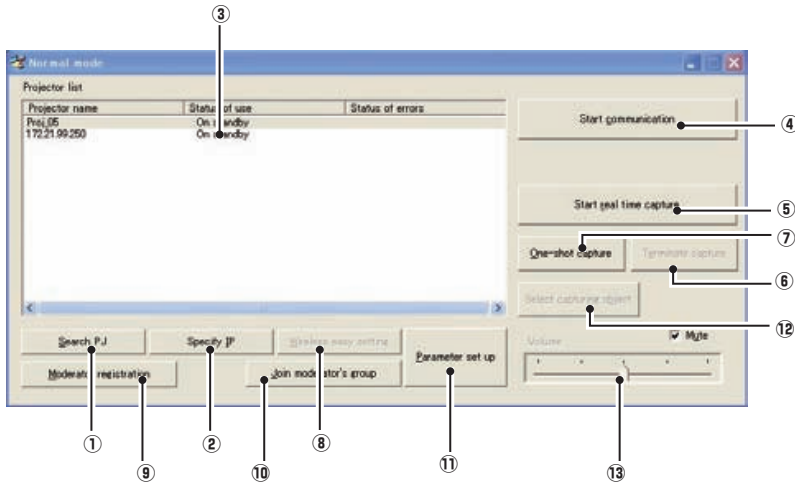 ③
Normal mode
Projector list
Projector name Status of use Status of errors
Proj_05 On standby
172.21.99.250 On standby
Start communication ④
Start real time capture ⑤
⑦
One-shot capture Terminate capture
⑥
Select capturing object
⑫
Search PJ Specify IP Wireless easy setting Parameter set up Volume Mute
Moderator registration Join moderator's group
① ② ⑧
⑨ ⑩ ⑪ ⑬